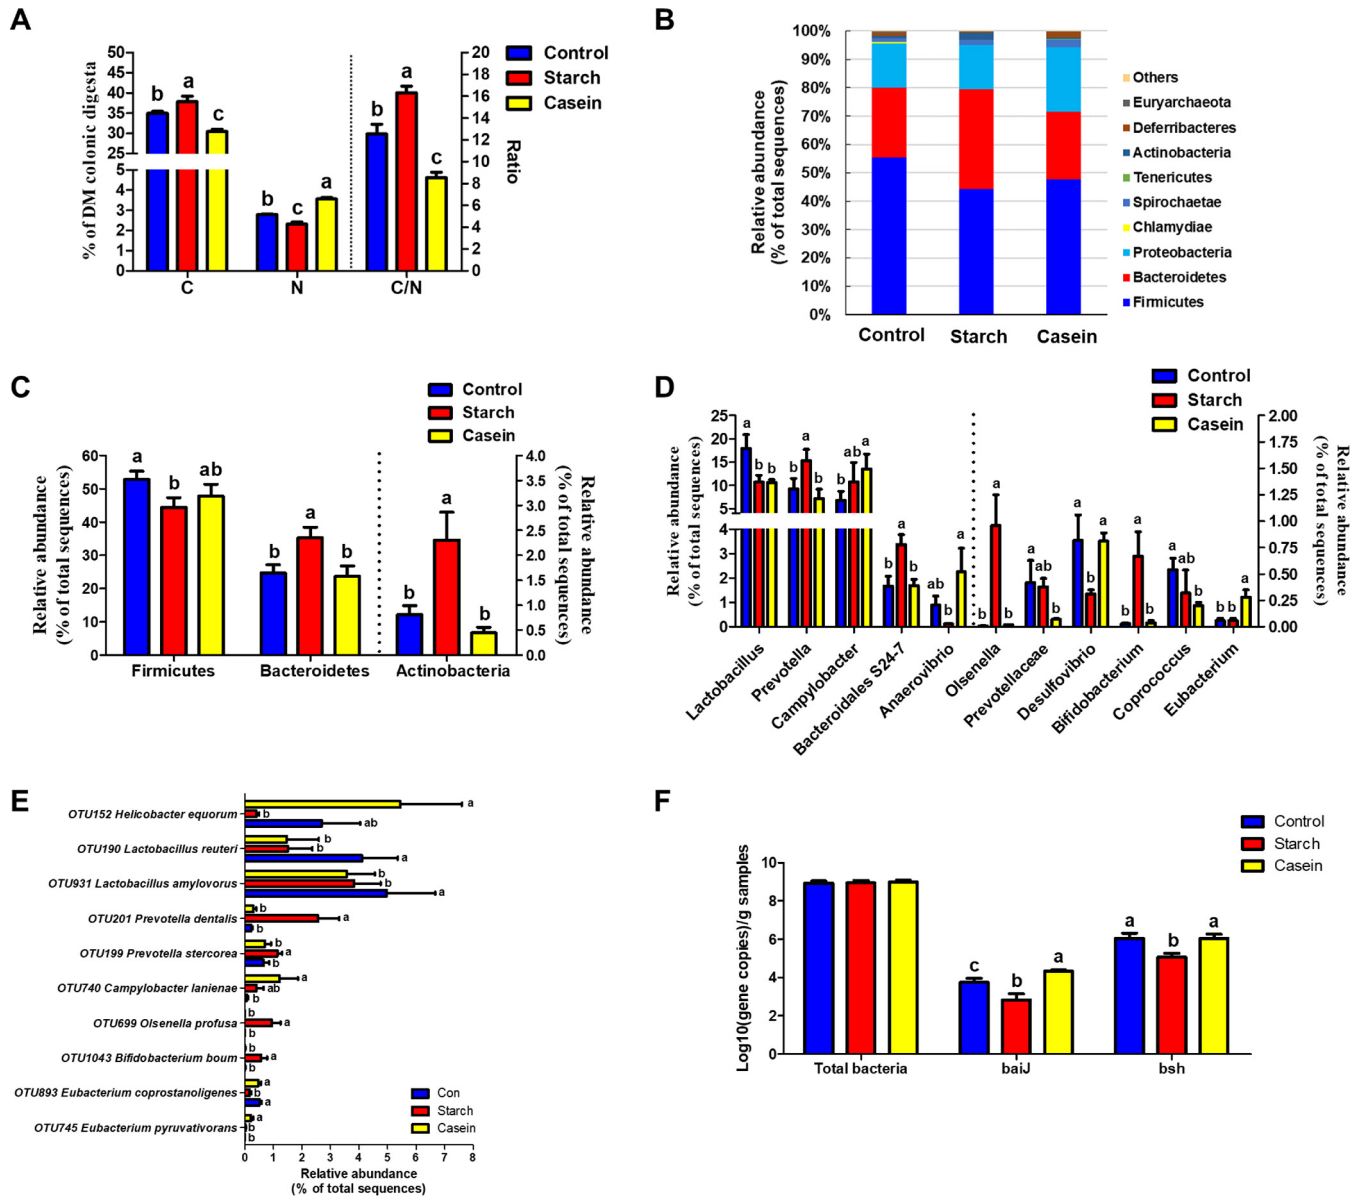 A
% of DM colonic digesta
50
45
40
35
30
25
5
4
3
2
1
0
b
a
c
b
c
a
b
a
c
20
18
16
14
12
10
8
6
4
2
0
Ratio
C
N
C/N
Control
Starch
Casein
B
Relative abundance
(% of total sequences)
100%
90%
80%
70%
60%
50%
40%
30%
20%
10%
0%
Control
Starch
Casein
Others
Euryarchaeota
Deferribacteres
Actinobacteria
Tenericutes
Spirochaetae
Chlamydiae
Proteobacteria
Bacteroidetes
Firmicutes
C
Control
Starch
Casein
Relative abundance
(% of total sequences)
60
50
40
30
20
10
0
a
b
ab
b
a
b
b
a
b
4.0
3.5
3.0
2.5
2.0
1.5
1.0
0.5
0.0
Relative abundance
(% of total sequences)
Firmicutes
Bacteroidetes
Actinobacteria
D
Control
Starch
Casein
Relative abundance
(% of total sequences)
25
20
15
10
5
4
3
2
1
0
a
b
b
b
a
b
b
ab
a
b
a
b
ab
b
a
b
a
b
a
a
b
a
b
a
b
a
b
a
ab
b
b
b
a
2.00
1.75
1.50
1.25
1.00
0.75
0.50
0.25
0.00
Relative abundance
(% of total sequences)
Lactobacillus
Prevotella
Campylobacter
Bacteroidales S24-7
Anaerovibrio
Olsenella
Prevotellaceae
Desulfovibrio
Bifidobacterium
Coprococcus
Eubacterium
E
OTU152 Helicobacter equorum
a
b
ab
OTU190 Lactobacillus reuteri
b
b
a
OTU931 Lactobacillus amylovorus
b
b
a
OTU201 Prevotella dentalis
b
a
b
OTU199 Prevotella stercorea
b
a
b
OTU740 Campylobacter lanienae
a
ab
b
OTU699 Olsenella profusa
b
a
b
OTU1043 Bifidobacterium boum
b
a
b
OTU893 Eubacterium coprostanoligenes
a
b
a
OTU745 Eubacterium pyruvativorans
a
b
b
Con
Starch
Casein
0 1 2 3 4 5 6 7 8
Relative abundance
(% of total sequences)
F
Control
Starch
Casein
Log10(gene copies)/g samples
10
8
6
4
2
0
c
b
a
a
b
a
Total bacteria
baiJ
bsh